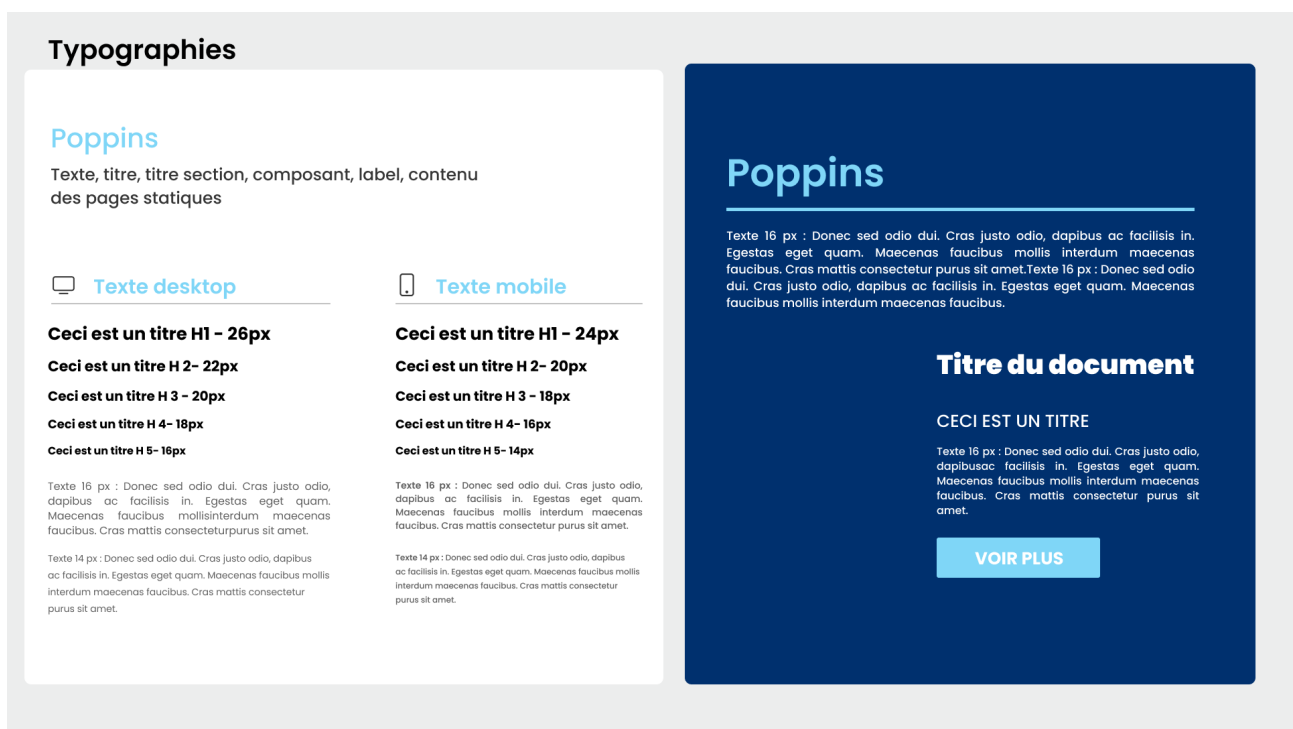 Typographies
Poppins
Texte, titre, titre section, composant, label, contenu
des pages statiques
Texte desktop
Ceci est un titre H1 - 26px
Ceci est un titre H 2- 22px
Ceci est un titre H 3 - 20px
Ceci est un titre H 4- 18px
Ceci est un titre H 5- 16px
Texte 16 px : Donec sed odio dui. Cras justo odio,
dapibus ac facilisis in. Egestas eget quam.
Maecenas faucibus mollisinterdum maecenas
faucibus. Cras mattis consecteturpurus sit amet.
Texte 14 px : Donec sed odio dui. Cras justo odio, dapibus
ac facilisis in. Egestas eget quam. Maecenas faucibus mollis
interdum maecenas faucibus. Cras mattis consectetur
purus sit amet.
Texte mobile
Ceci est un titre H1 - 24px
Ceci est un titre H 2- 20px
Ceci est un titre H 3 - 18px
Ceci est un titre H 4- 16px
Ceci est un titre H 5- 14px
Texte 16 px : Donec sed odio dui. Cras justo odio,
dapibus ac facilisis in. Egestas eget quam.
Maecenas faucibus mollis interdum maecenas
faucibus. Cras mattis consectetur purus sit amet.
Texte 14 px : Donec sed odio dui. Cras justo odio, dapibus
ac facilisis in. Egestas eget quam. Maecenas faucibus mollis
interdum maecenas faucibus. Cras mattis consectetur
purus sit amet.
Poppins
Texte 16 px : Donec sed odio dui. Cras justo odio, dapibus ac facilisis in.
Egestas eget quam. Maecenas faucibus mollis interdum maecenas
faucibus. Cras mattis consectetur purus sit amet.Texte 16 px : Donec sed odio
dui. Cras justo odio, dapibus ac facilisis in. Egestas eget quam. Maecenas
faucibus mollis interdum maecenas faucibus.
Titre du document
CECI EST UN TITRE
Texte 16 px : Donec sed odio dui. Cras justo odio,
dapibusac facilisis in. Egestas eget quam.
Maecenas faucibus mollis interdum maecenas
faucibus. Cras mattis consectetur purus sit
amet.
VOIR PLUS